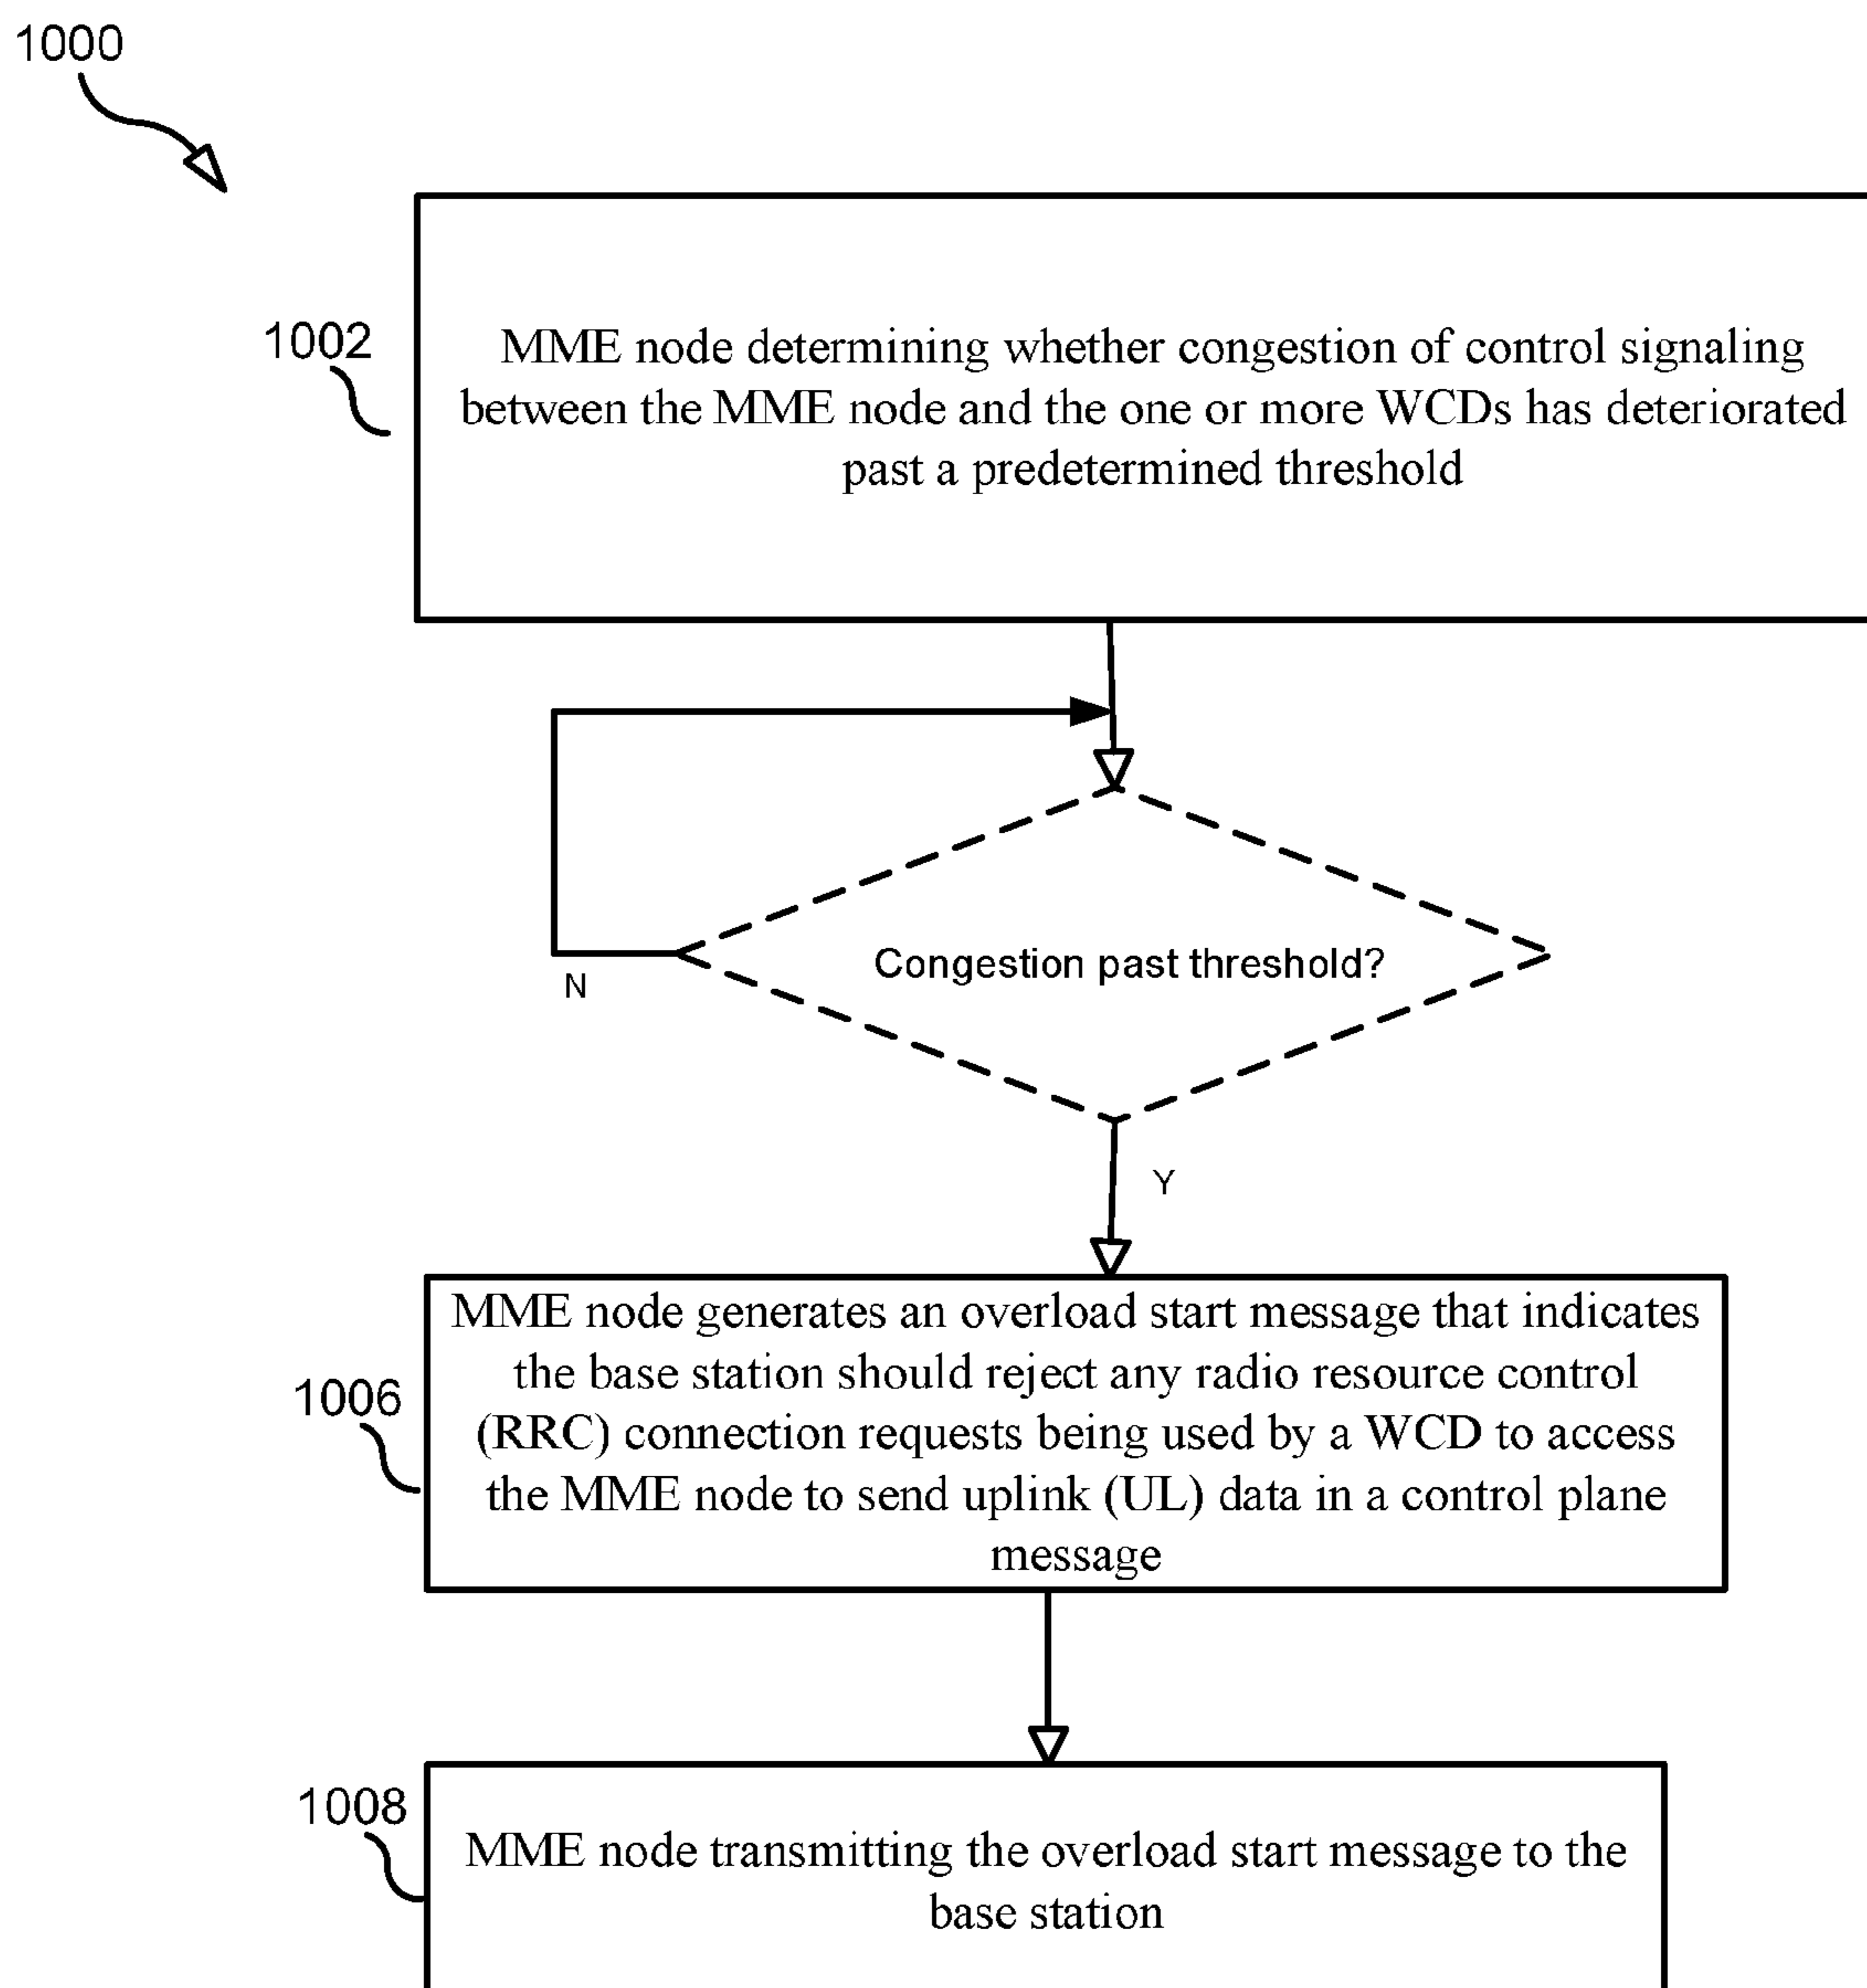 1000
1002
MME node determining whether congestion of control signaling
between the MME node and the one or more WCDs has deteriorated
past a predetermined threshold
Congestion past threshold?
N
Y
1006
MME node generates an overload start message that indicates
the base station should reject any radio resource control
(RRC) connection requests being used by a WCD to access
the MME node to send uplink (UL) data in a control plane
message
1008
MME node transmitting the overload start message to the
base station